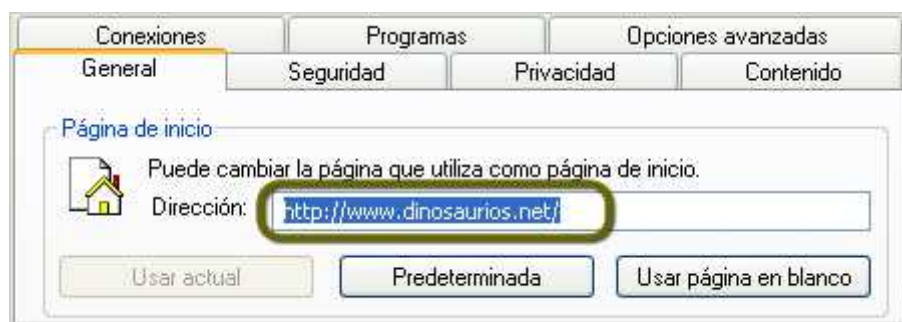 Conexiones Programas Opciones avanzadas
General Seguridad Privacidad Contenido
Página de inicio
Puede cambiar la página que utiliza como página de inicio.
Dirección: http://www.dinosaurios.net/
Usar actual Predeterminada Usar página en blanco